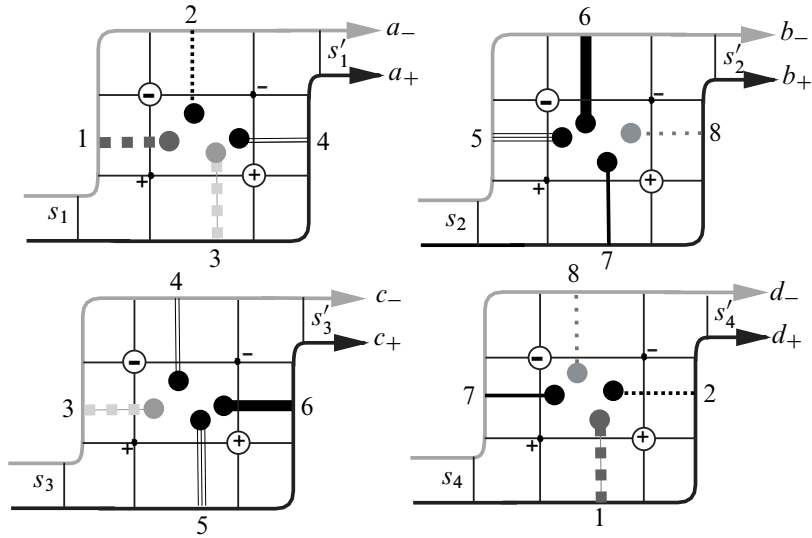 2
a₋
s′₁
a₊
−
−
1
4
+
+
s₁
3
6
b₋
s′₂
b₊
−
−
5
8
+
+
s₂
7
4
c₋
s′₃
c₊
−
−
3
6
+
+
s₃
5
8
d₋
s′₄
d₊
−
−
7
2
+
+
s₄
1